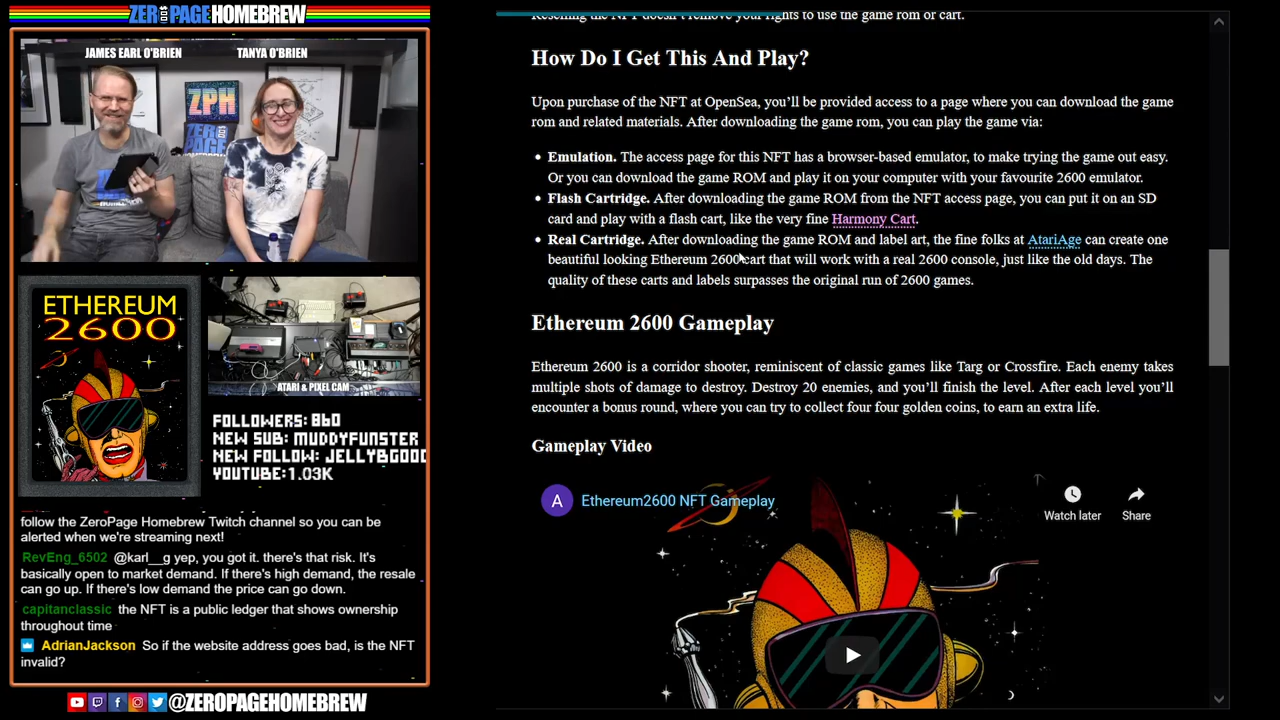 ZEROPAGE HOMEBREW
JAMES EARL O'BRIEN
TANYA O'BRIEN
ZPH
ZERO
PAGE
ETHEREUM
2600
ATARI & PIXEL CAM
FOLLOWERS: 860
NEW SUB: MUDDYFUNSTER
NEW FOLLOW: JELLYBGOOD
YOUTUBE:1.03K
follow the ZeroPage Homebrew Twitch channel so you can be
alerted when we're streaming next!
RevEng_6502 @karl__g yep, you got it. there's that risk. It's
basically open to market demand. If there's high demand, the resale
can go up. If there's low demand the price can go down.
capitanclassic the NFT is a public ledger that shows ownership
throughout time
AdrianJackson So if the website address goes bad, is the NFT
invalid?
@ZEROPAGEHOMEBREW
Reselling the NFT doesn't remove your rights to use the game rom or cart.
How Do I Get This And Play?
Upon purchase of the NFT at OpenSea, you'll be provided access to a page where you can download the game
rom and related materials. After downloading the game rom, you can play the game via:
• Emulation. The access page for this NFT has a browser-based emulator, to make trying the game out easy.
Or you can download the game ROM and play it on your computer with your favourite 2600 emulator.
• Flash Cartridge. After downloading the game ROM from the NFT access page, you can put it on an SD
card and play with a flash cart, like the very fine Harmony Cart.
• Real Cartridge. After downloading the game ROM and label art, the fine folks at AtariAge can create one
beautiful looking Ethereum 2600 cart that will work with a real 2600 console, just like the old days. The
quality of these carts and labels surpasses the original run of 2600 games.
Ethereum 2600 Gameplay
Ethereum 2600 is a corridor shooter, reminiscent of classic games like Targ or Crossfire. Each enemy takes
multiple shots of damage to destroy. Destroy 20 enemies, and you'll finish the level. After each level you'll
encounter a bonus round, where you can try to collect four four golden coins, to earn an extra life.
Gameplay Video
A
Ethereum2600 NFT Gameplay
Watch later
Share